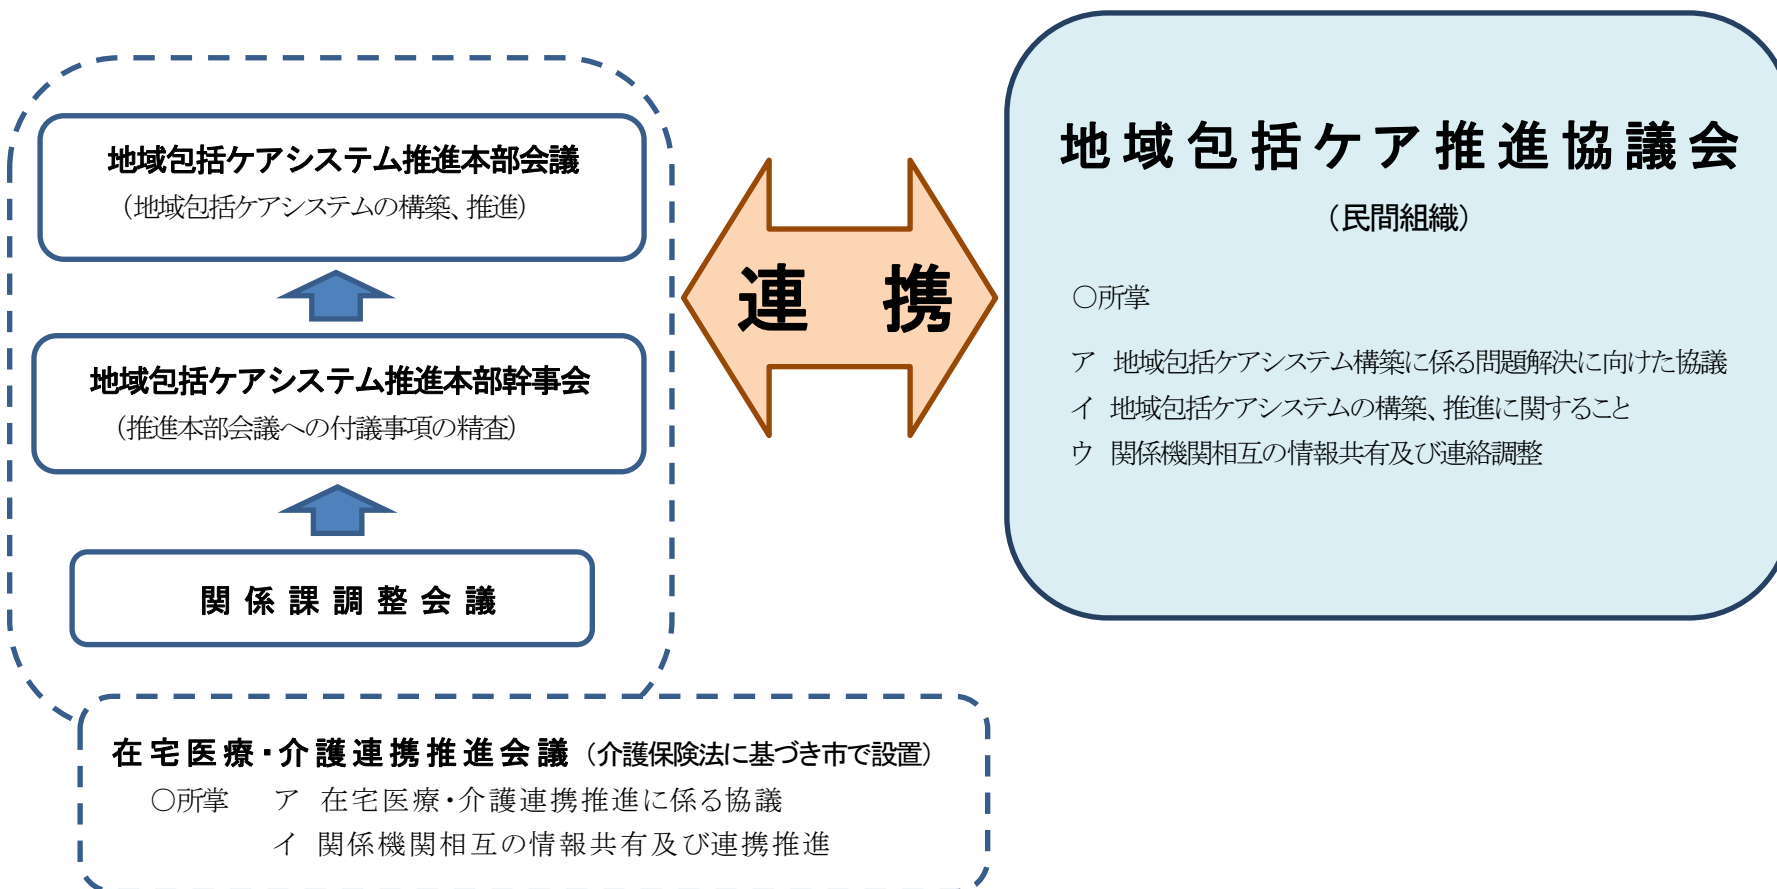 地域包括ケアシステム推進本部会議
（地域包括ケアシステムの構築、推進）
地域包括ケアシステム推進本部幹事会
（推進本部会議への付議事項の精査）
関係課調整会議
連 携
地域包括ケア推進協議会
（民間組織）
〇所掌
ア 地域包括ケアシステム構築に係る問題解決に向けた協議
イ 地域包括ケアシステムの構築、推進に関すること
ウ 関係機関相互の情報共有及び連絡調整
在宅医療・介護連携推進会議（介護保険法に基づき市で設置）
〇所掌 ア 在宅医療・介護連携推進に係る協議
イ 関係機関相互の情報共有及び連携推進